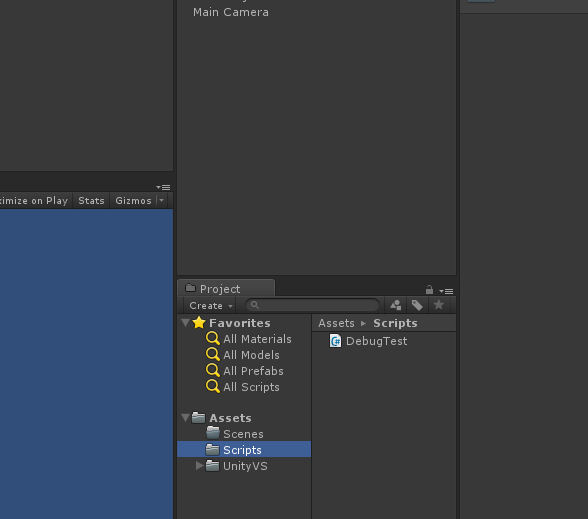 Main Camera
ximize on Play Stats Gizmos
Project
Create
Favorites
All Materials
All Models
All Prefabs
All Scripts
Assets
Scenes
Scripts
UnityVS
Assets Scripts
DebugTest